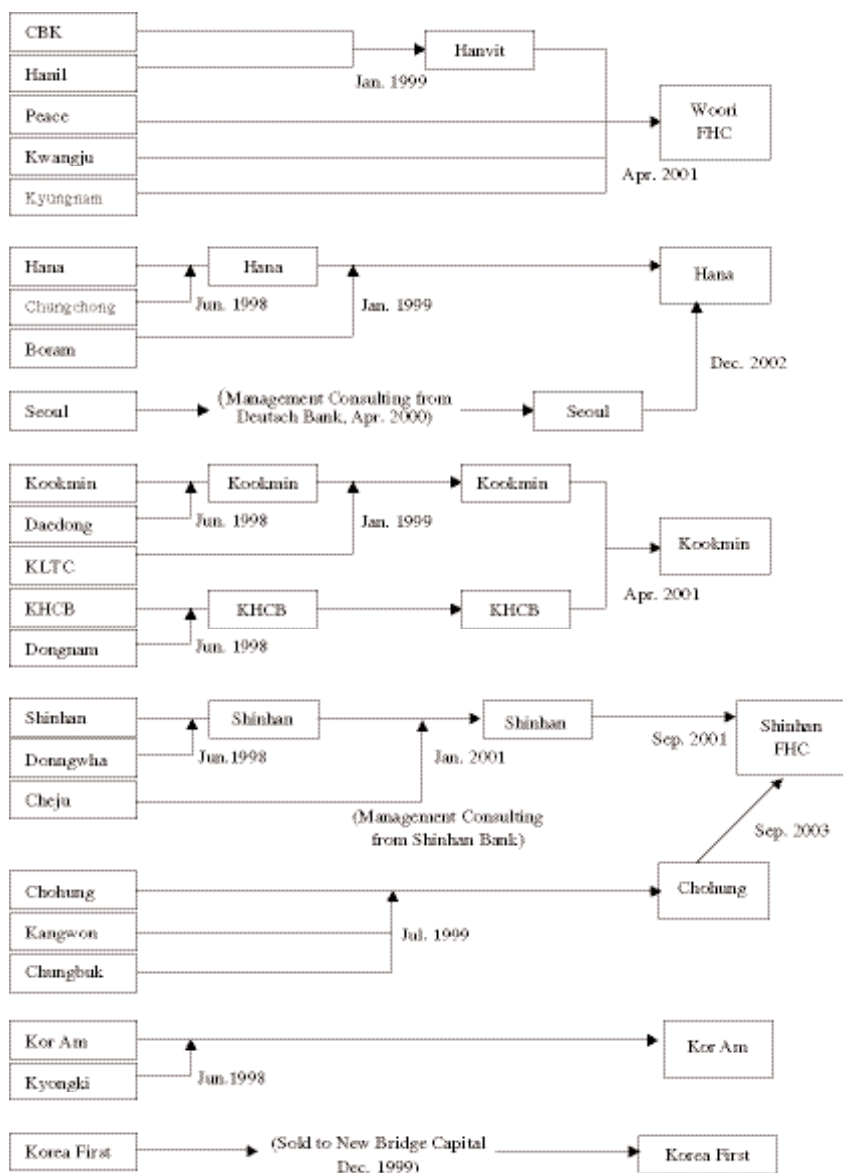 CBK
Hanil
Peace
Kwangju
Kyungnam
Jan. 1999
Hanvit
Woori
FHC
Apr. 2001
Hana
Chungchong
Boram
Seoul
Jun. 1998
Hana
Jan. 1999
Hana
Dec. 2002
(Management Consulting from
Deutsch Bank, Apr. 2000)
Seoul
Kookmin
Daedong
KLTC
KHCB
Dongnam
Jun. 1998
Kookmin
Jan. 1999
Kookmin
Jun. 1998
KHCB
KHCB
Kookmin
Apr. 2001
Shinhan
Donngwha
Cheju
Jun.1998
Shinhan
Jan. 2001
(Management Consulting
from Shinhan Bank)
Shinhan
Sep. 2001
Shinhan
FHC
Sep. 2003
Chohung
Kangwon
Chungbuk
Jul. 1999
Chohung
Kor Am
Kyongki
Jun.1998
Kor Am
Korea First
(Sold to New Bridge Capital
Dec. 1999)
Korea First